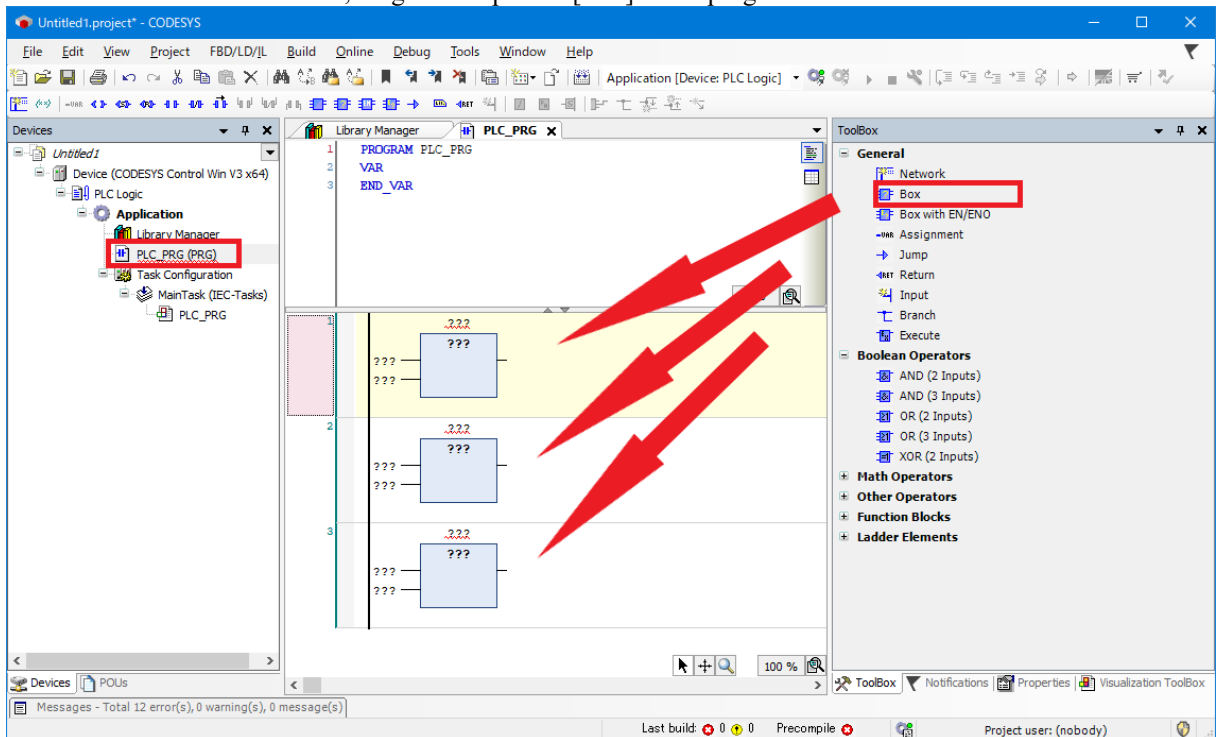 Untitled1.project* - CODESYS
File Edit View Project FBD/LD/IL Build Online Debug Tools Window Help
Application [Device: PLC Logic]
Devices
Untitled1
Device (CODESYS Control Win V3 x64)
PLC Logic
Application
Library Manager
PLC_PRG (PRG)
Task Configuration
MainTask (IEC-Tasks)
PLC_PRG
Devices POUs
Library Manager PLC_PRG
1 PROGRAM PLC_PRG
2 VAR
3 END_VAR
1
???
???
???
???
2
???
???
???
???
3
???
???
???
???
100 %
ToolBox
General
Network
Box
Box with EN/ENO
Assignment
Jump
Return
Input
Branch
Execute
Boolean Operators
AND (2 Inputs)
AND (3 Inputs)
OR (2 Inputs)
OR (3 Inputs)
XOR (2 Inputs)
Math Operators
Other Operators
Function Blocks
Ladder Elements
ToolBox Notifications Properties Visualization ToolBox
Messages - Total 12 error(s), 0 warning(s), 0 message(s)
Last build: 0 0 Precompile Project user: (nobody)